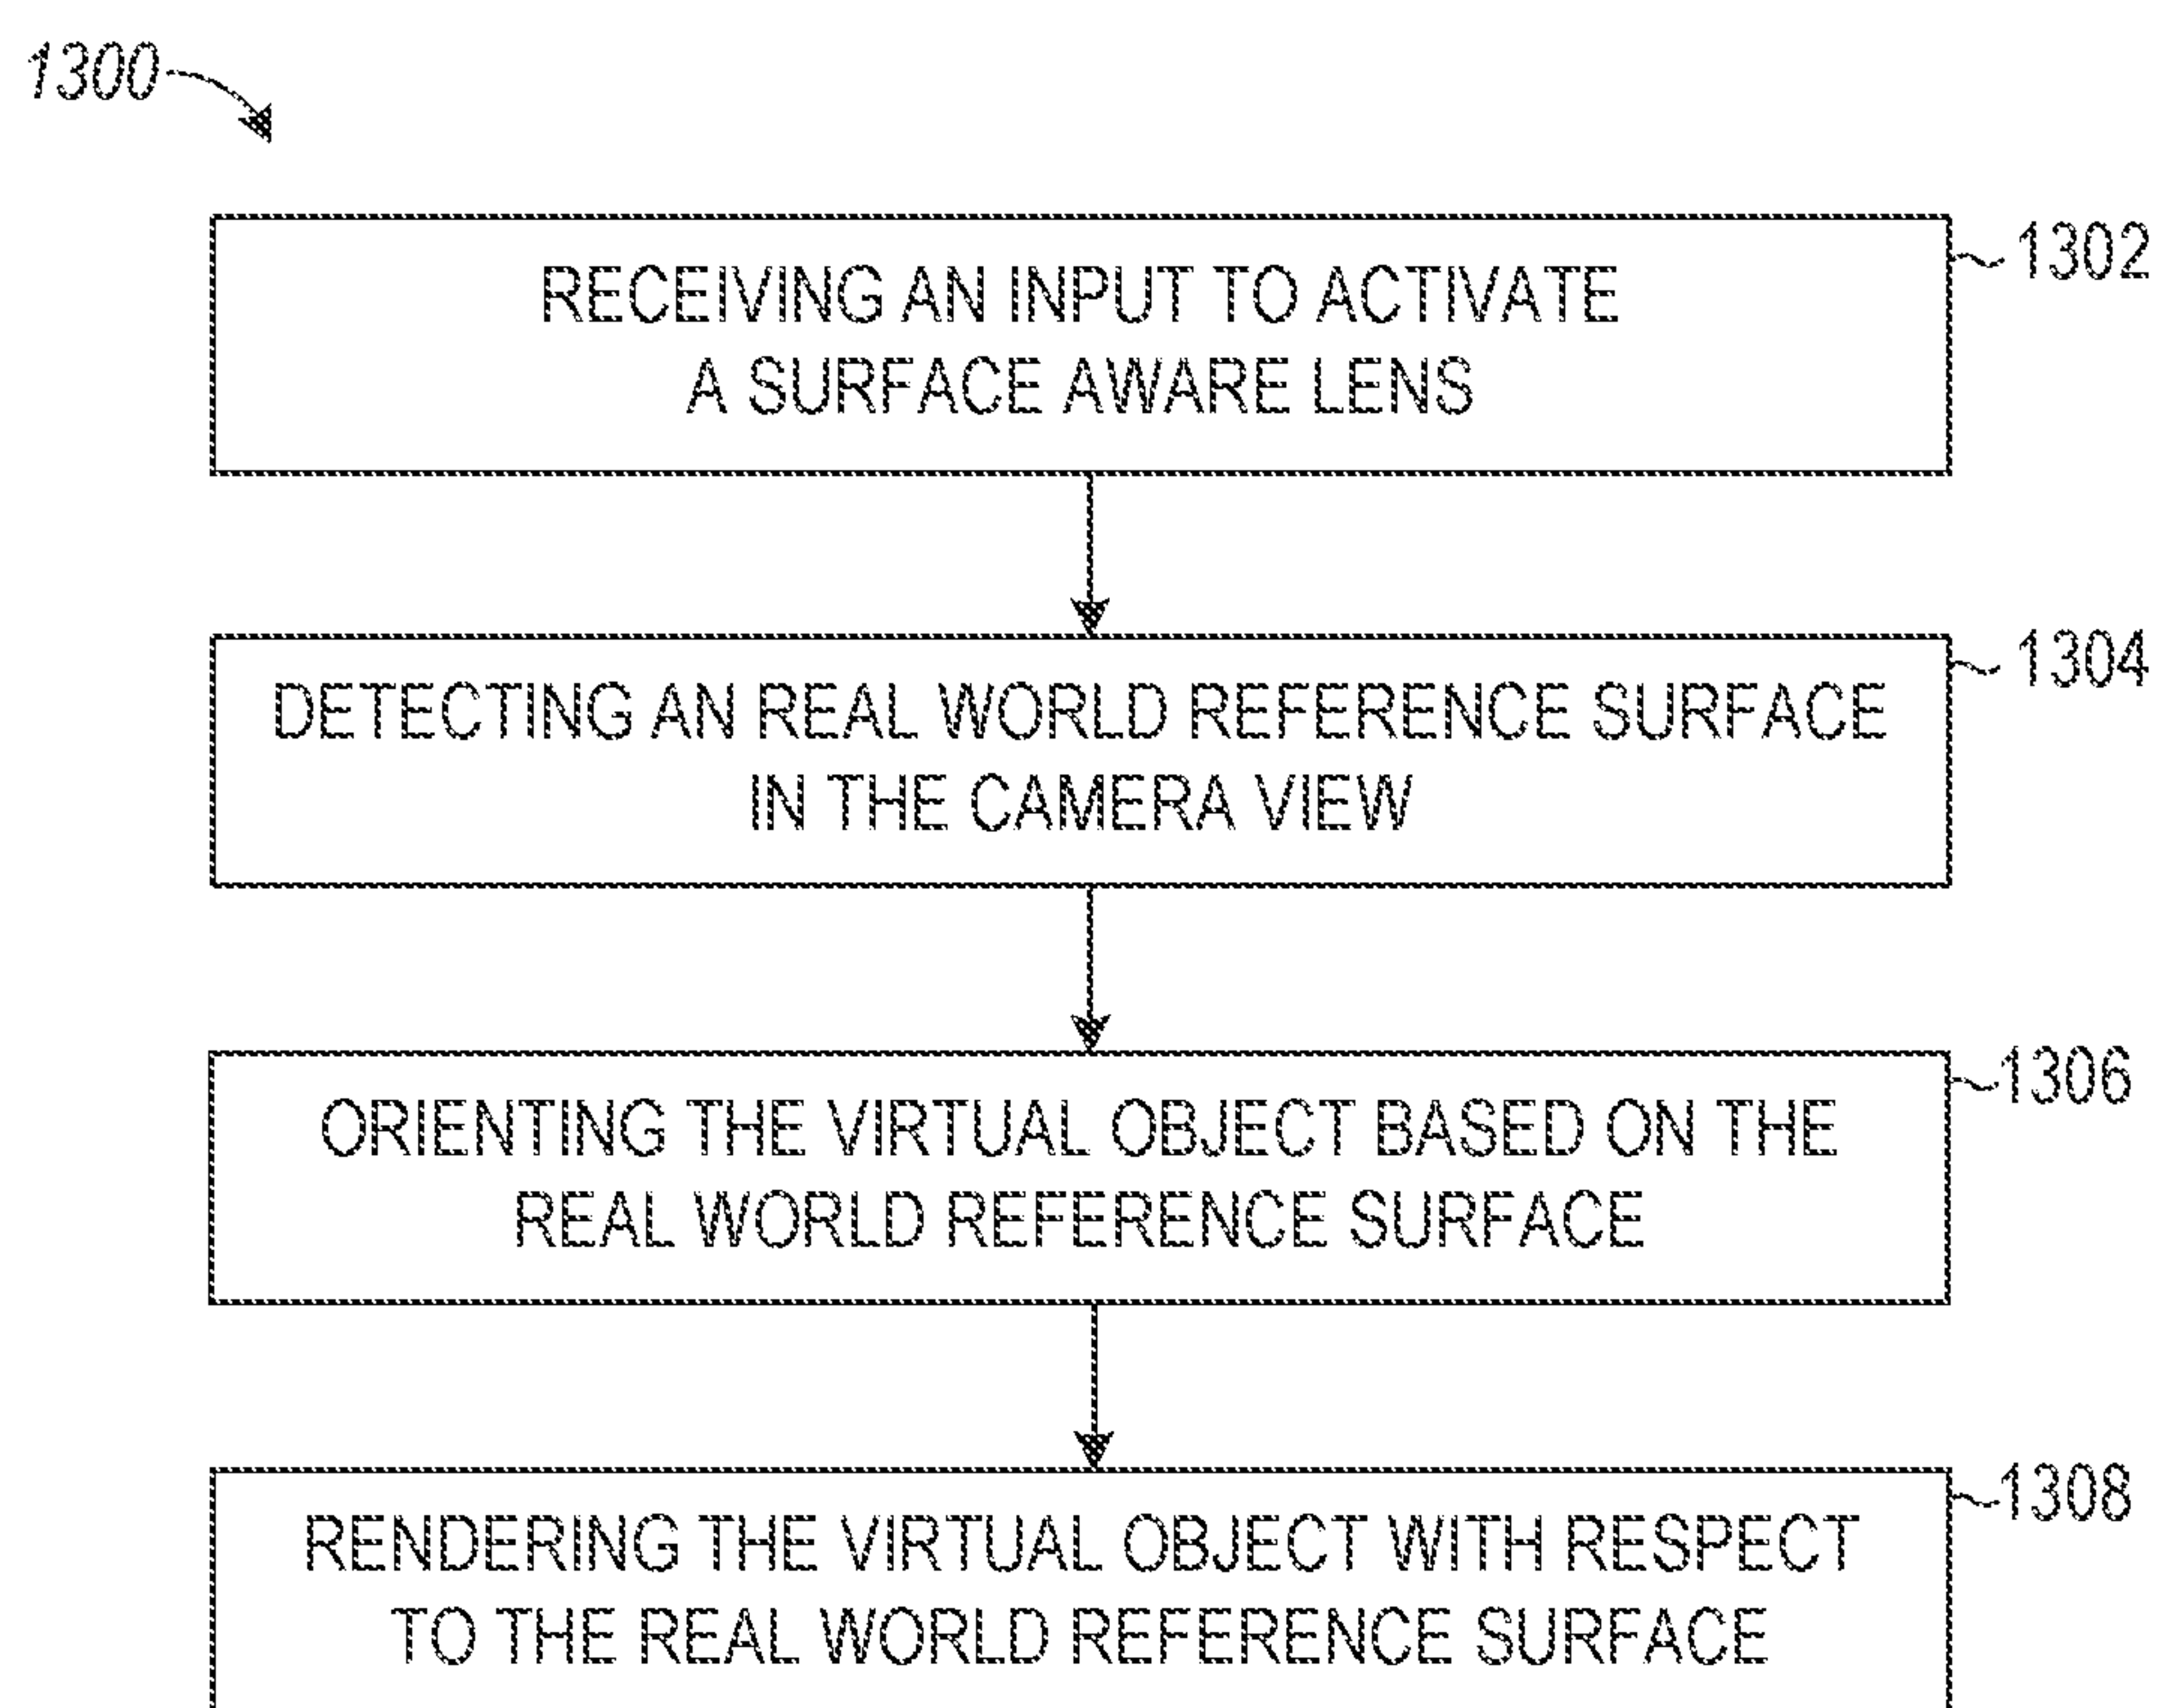 1300
1302
RECEIVING AN INPUT TO ACTIVATE
A SURFACE AWARE LENS
1304
DETECTING AN REAL WORLD REFERENCE SURFACE
IN THE CAMERA VIEW
1306
ORIENTING THE VIRTUAL OBJECT BASED ON THE
REAL WORLD REFERENCE SURFACE
1308
RENDERING THE VIRTUAL OBJECT WITH RESPECT
TO THE REAL WORLD REFERENCE SURFACE